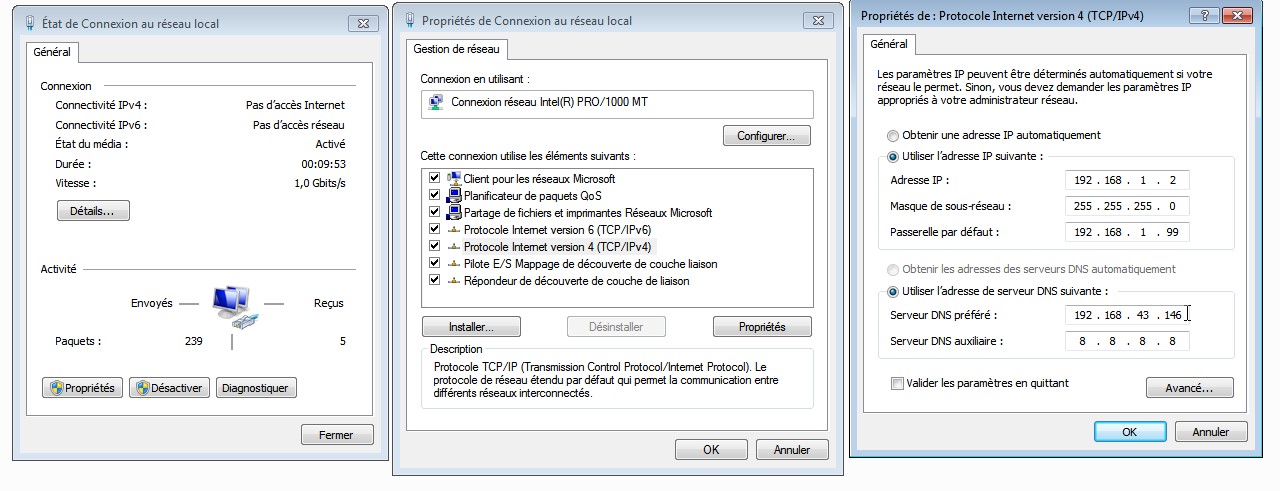 État de Connexion au réseau local
Général
Connexion
Connectivité IPv4 : Pas d'accès Internet
Connectivité IPv6 : Pas d'accès réseau
État du média : Activé
Durée : 00:09:53
Vitesse : 1,0 Gbits/s
Détails...
Activité
Envoyés Reçus
Paquets : 239 5
Propriétés Désactiver Diagnostiquer
Fermer
Propriétés de Connexion au réseau local
Gestion de réseau
Connexion en utilisant :
Connexion réseau Intel(R) PRO/1000 MT
Configurer...
Cette connexion utilise les éléments suivants :
Client pour les réseaux Microsoft
Planificateur de paquets QoS
Partage de fichiers et imprimantes Réseaux Microsoft
Protocole Internet version 6 (TCP/IPv6)
Protocole Internet version 4 (TCP/IPv4)
Pilote E/S Mappage de découverte de couche liaison
Répondeur de découverte de couche de liaison
Installer... Désinstaller Propriétés
Description
Protocole TCP/IP (Transmission Control Protocol/Internet Protocol). Le
protocole de réseau étendu par défaut qui permet la communication entre
différents réseaux interconnectés.
OK Annuler
Propriétés de : Protocole Internet version 4 (TCP/IPv4)
Général
Les paramètres IP peuvent être déterminés automatiquement si votre
réseau le permet. Sinon, vous devez demander les paramètres IP
appropriés à votre administrateur réseau.
Obtenir une adresse IP automatiquement
Utiliser l'adresse IP suivante :
Adresse IP : 192 . 168 . 1 . 2
Masque de sous-réseau : 255 . 255 . 255 . 0
Passerelle par défaut : 192 . 168 . 1 . 99
Obtenir les adresses des serveurs DNS automatiquement
Utiliser l'adresse de serveur DNS suivante :
Serveur DNS préféré : 192 . 168 . 43 . 146
Serveur DNS auxiliaire : 8 . 8 . 8 . 8
Valider les paramètres en quittant
Avancé...
OK Annuler